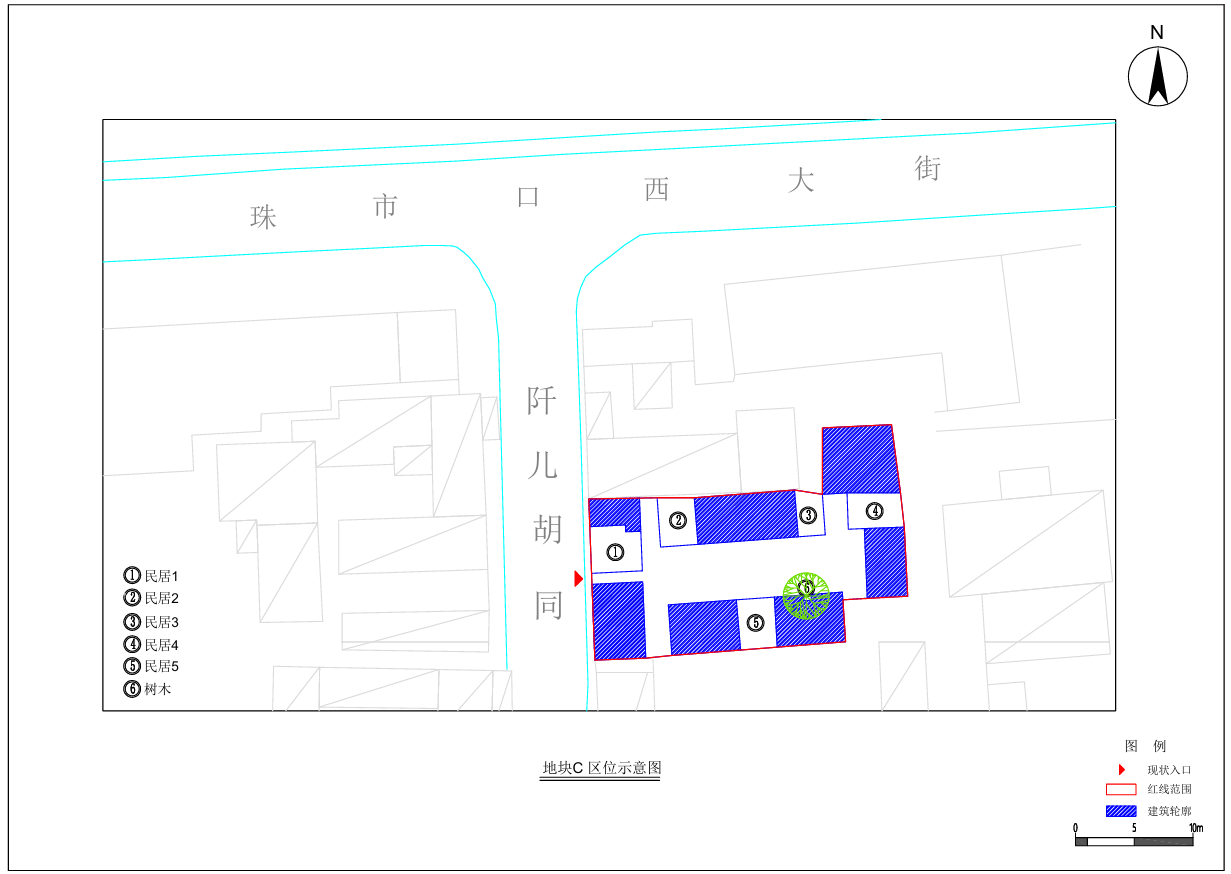 N
珠市口西大街
阡儿胡同
②
③
④
①
⑥
⑤
①民居1
②民居2
③民居3
④民居4
⑤民居5
⑥树木
地块C 区位示意图
图 例
现状入口
红线范围
建筑轮廓
0 5 10m